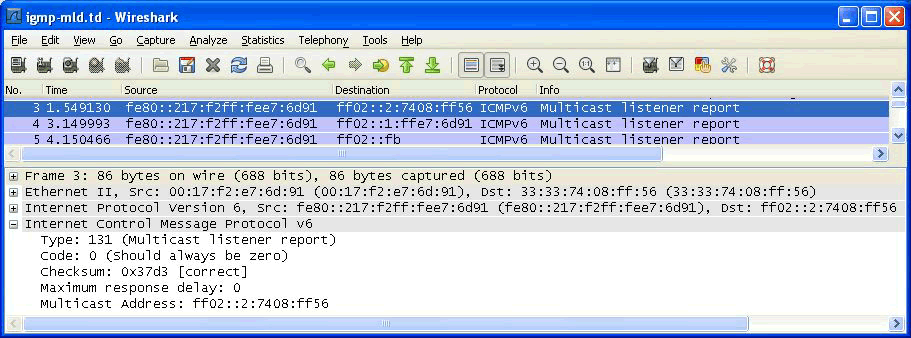 igmp-mld.td - Wireshark
File Edit View Go Capture Analyze Statistics Telephony Tools Help
No. Time Source Destination Protocol Info
3 1.549130 fe80::217:f2ff:fee7:6d91 ff02::2:7408:ff56 ICMPv6 Multicast listener report
4 3.149993 fe80::217:f2ff:fee7:6d91 ff02::1:ffe7:6d91 ICMPv6 Multicast listener report
5 4.150466 fe80::217:f2ff:fee7:6d91 ff02::fb ICMPv6 Multicast listener report
Frame 3: 86 bytes on wire (688 bits), 86 bytes captured (688 bits)
Ethernet II, Src: 00:17:f2:e7:6d:91 (00:17:f2:e7:6d:91), Dst: 33:33:74:08:ff:56 (33:33:74:08:ff:56)
Internet Protocol Version 6, Src: fe80::217:f2ff:fee7:6d91 (fe80::217:f2ff:fee7:6d91), Dst: ff02::2:7408:ff56
Internet Control Message Protocol v6
Type: 131 (Multicast listener report)
Code: 0 (Should always be zero)
Checksum: 0x37d3 [correct]
Maximum response delay: 0
Multicast Address: ff02::2:7408:ff56